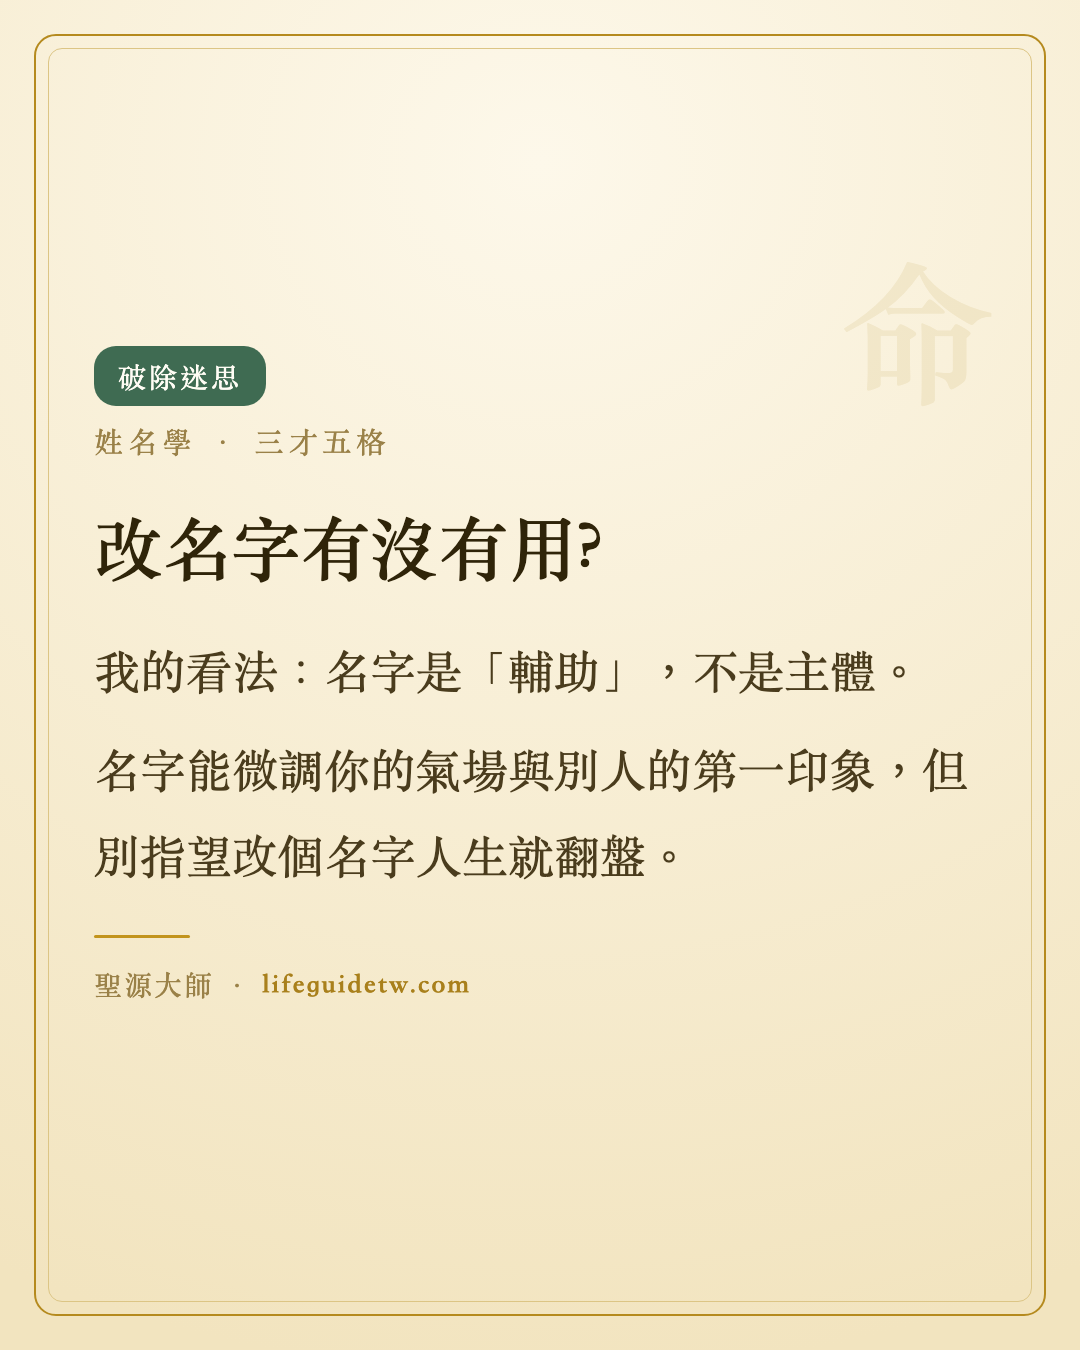 命
破除迷思
姓名學 · 三才五格
改名字有沒有用?
我的看法：名字是「輔助」，不是主體。
名字能微調你的氣場與別人的第一印象，但
別指望改個名字人生就翻盤。
聖源大師 · lifeguidetw.com